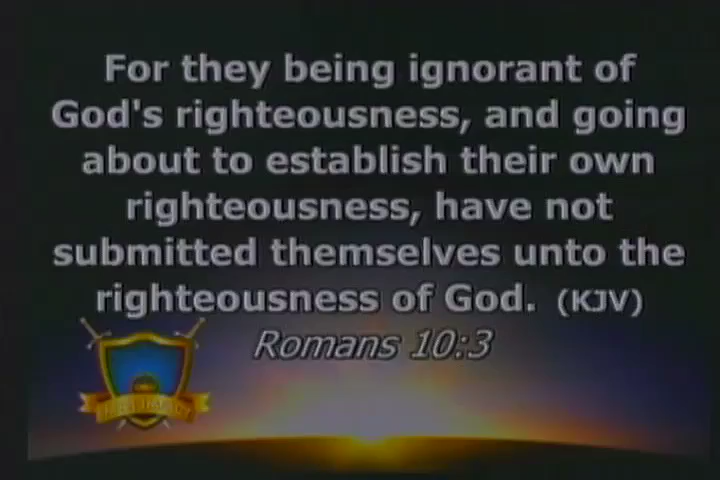 For they being ignorant of
God's righteousness, and going
about to establish their own
righteousness, have not
submitted themselves unto the
righteousness of God. (KJV)
Romans 10:3